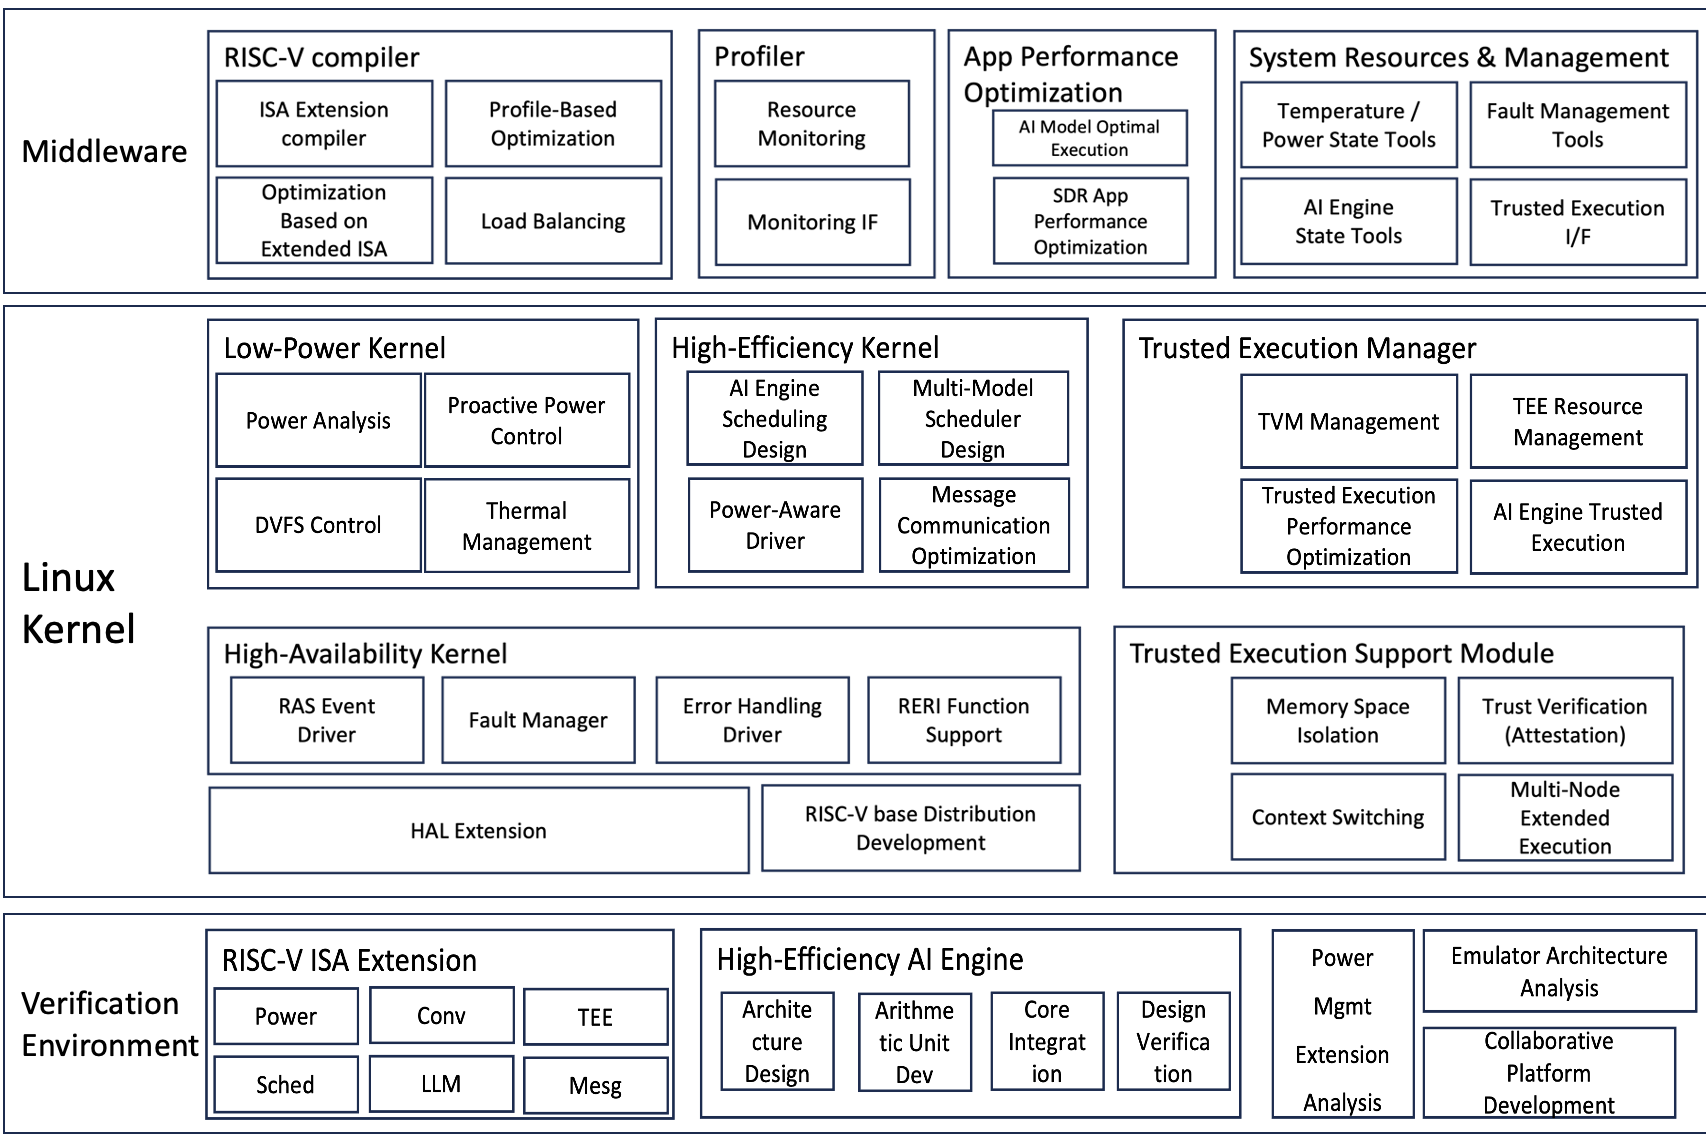 Middleware
RISC-V compiler
ISA Extension
compiler
Profile-Based
Optimization
Optimization
Based on
Extended ISA
Load Balancing
Profiler
Resource
Monitoring
Monitoring IF
App Performance
Optimization
AI Model Optimal
Execution
SDR App
Performance
Optimization
System Resources & Management
Temperature /
Power State Tools
Fault Management
Tools
AI Engine
State Tools
Trusted Execution
I/F
Linux
Kernel
Low-Power Kernel
Power Analysis
Proactive Power
Control
DVFS Control
Thermal
Management
High-Efficiency Kernel
AI Engine
Scheduling
Design
Multi-Model
Scheduler
Design
Power-Aware
Driver
Message
Communication
Optimization
Trusted Execution Manager
TVM Management
TEE Resource
Management
Trusted Execution
Performance
Optimization
AI Engine Trusted
Execution
High-Availability Kernel
RAS Event
Driver
Fault Manager
Error Handling
Driver
RERI Function
Support
HAL Extension
RISC-V base Distribution
Development
Trusted Execution Support Module
Memory Space
Isolation
Trust Verification
(Attestation)
Context Switching
Multi-Node
Extended
Execution
Verification
Environment
RISC-V ISA Extension
Power
Conv
TEE
Sched
LLM
Mesg
High-Efficiency AI Engine
Archite
cture
Design
Arithme
tic Unit
Dev
Core
Integrat
ion
Design
Verifica
tion
Power
Mgmt
Extension
Analysis
Emulator Architecture
Analysis
Collaborative
Platform
Development